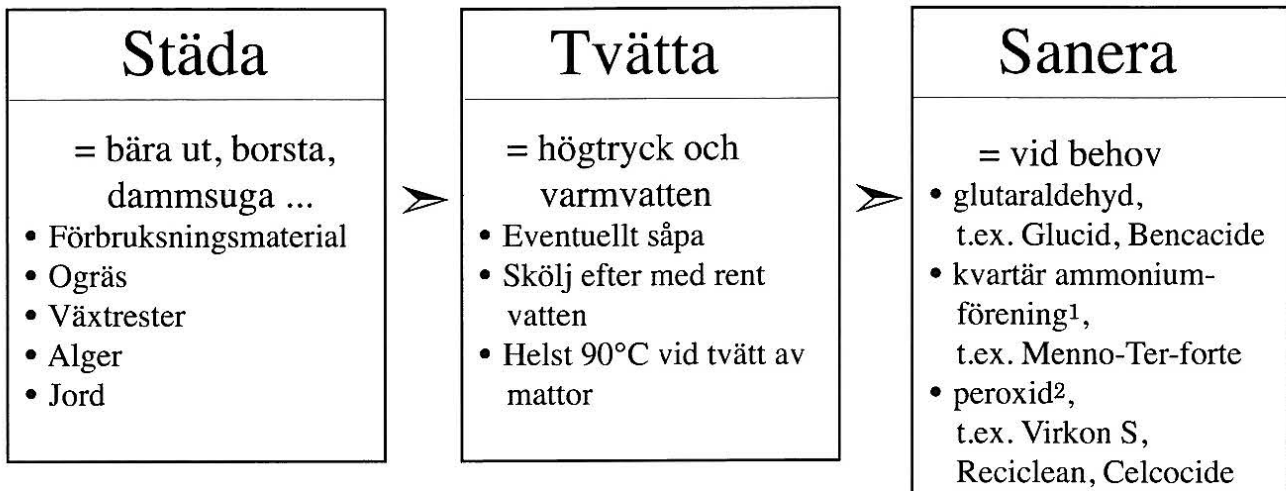 Städa
= bära ut, borsta,
dammsuga ...
• Förbruksningsmaterial
• Ogräs
• Växtrester
• Alger
• Jord
Tvätta
= högtryck och
varmvatten
• Eventuellt såpa
• Skölj efter med rent
vatten
• Helst 90°C vid tvätt av
mattor
Sanera
= vid behov
• glutaraldehyd,
t.ex. Glucid, Bencacide
• kvartär ammonium-
förening¹,
t.ex. Menno-Ter-forte
• peroxid²,
t.ex. Virkon S,
Reciclean, Celcocide